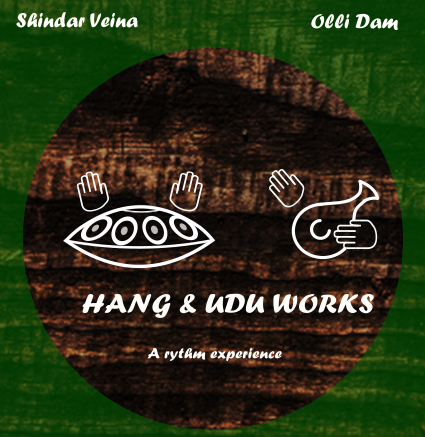 Shindar Veina
Olli Dam
HANG & UDU WORKS
A rythm experience